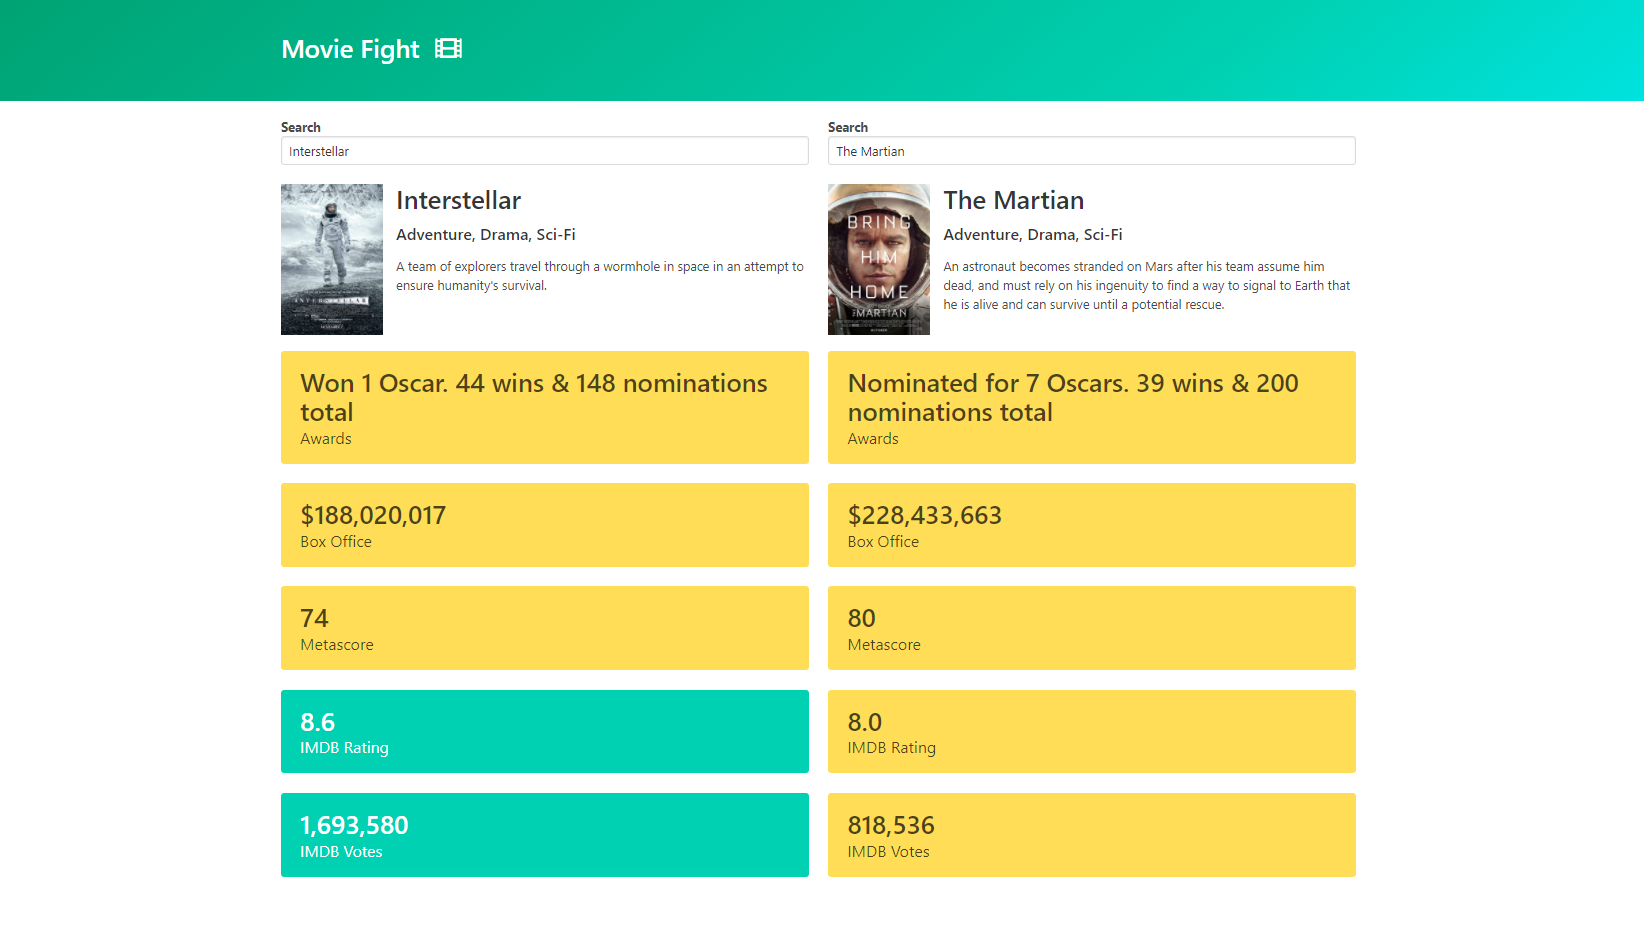 Movie Fight
Search
Interstellar
INTERSTELLAR
Interstellar
Adventure, Drama, Sci-Fi
A team of explorers travel through a wormhole in space in an attempt to
ensure humanity's survival.
Won 1 Oscar. 44 wins & 148 nominations
total
Awards
$188,020,017
Box Office
74
Metascore
8.6
IMDB Rating
1,693,580
IMDB Votes
Search
The Martian
BRING
HIM
HOME
THE MARTIAN
The Martian
Adventure, Drama, Sci-Fi
An astronaut becomes stranded on Mars after his team assume him
dead, and must rely on his ingenuity to find a way to signal to Earth that
he is alive and can survive until a potential rescue.
Nominated for 7 Oscars. 39 wins & 200
nominations total
Awards
$228,433,663
Box Office
80
Metascore
8.0
IMDB Rating
818,536
IMDB Votes